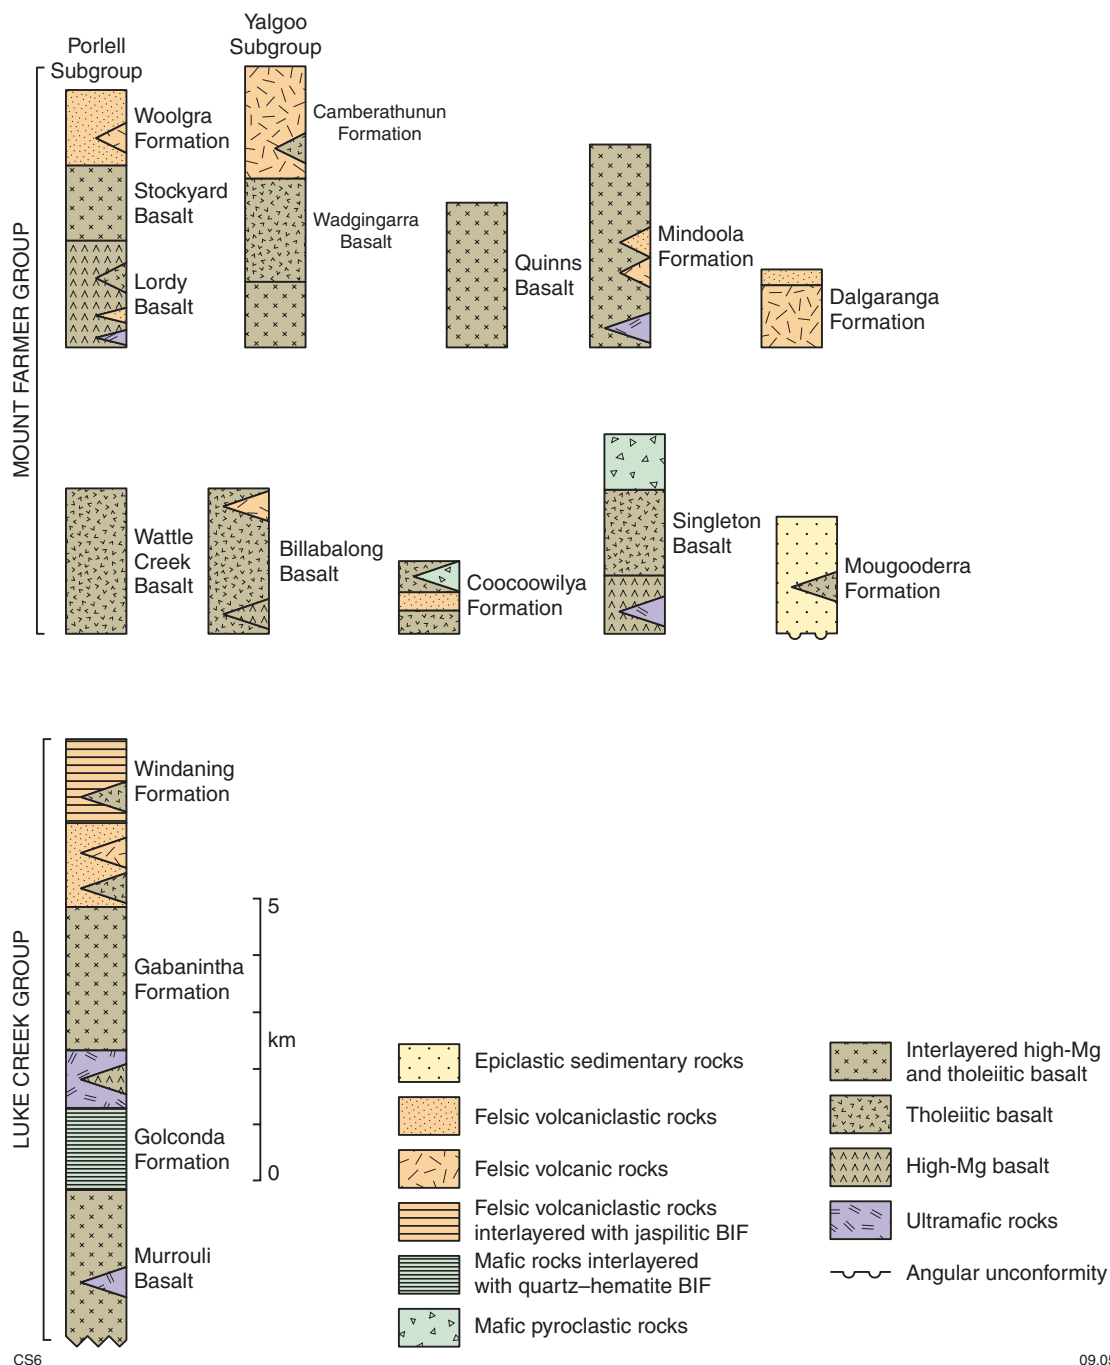 Porlell
Subgroup
Yalgoo
Subgroup
MOUNT FARMER GROUP
Woolgra
Formation
Stockyard
Basalt
Lordy
Basalt
Camberathunun
Formation
Wadgingarra
Basalt
Quinns
Basalt
Mindoola
Formation
Dalgaranga
Formation
Wattle
Creek
Basalt
Billabalong
Basalt
Coocoowilya
Formation
Singleton
Basalt
Mougooderra
Formation
LUKE CREEK GROUP
Windaning
Formation
Gabanintha
Formation
Golconda
Formation
Murrouli
Basalt
5
km
0
Epiclastic sedimentary rocks
Felsic volcaniclastic rocks
Felsic volcanic rocks
Felsic volcaniclastic rocks
interlayered with jaspilitic BIF
Mafic rocks interlayered
with quartz–hematite BIF
Mafic pyroclastic rocks
Interlayered high-Mg
and tholeiitic basalt
Tholeiitic basalt
High-Mg basalt
Ultramafic rocks
Angular unconformity
CS6
09.05